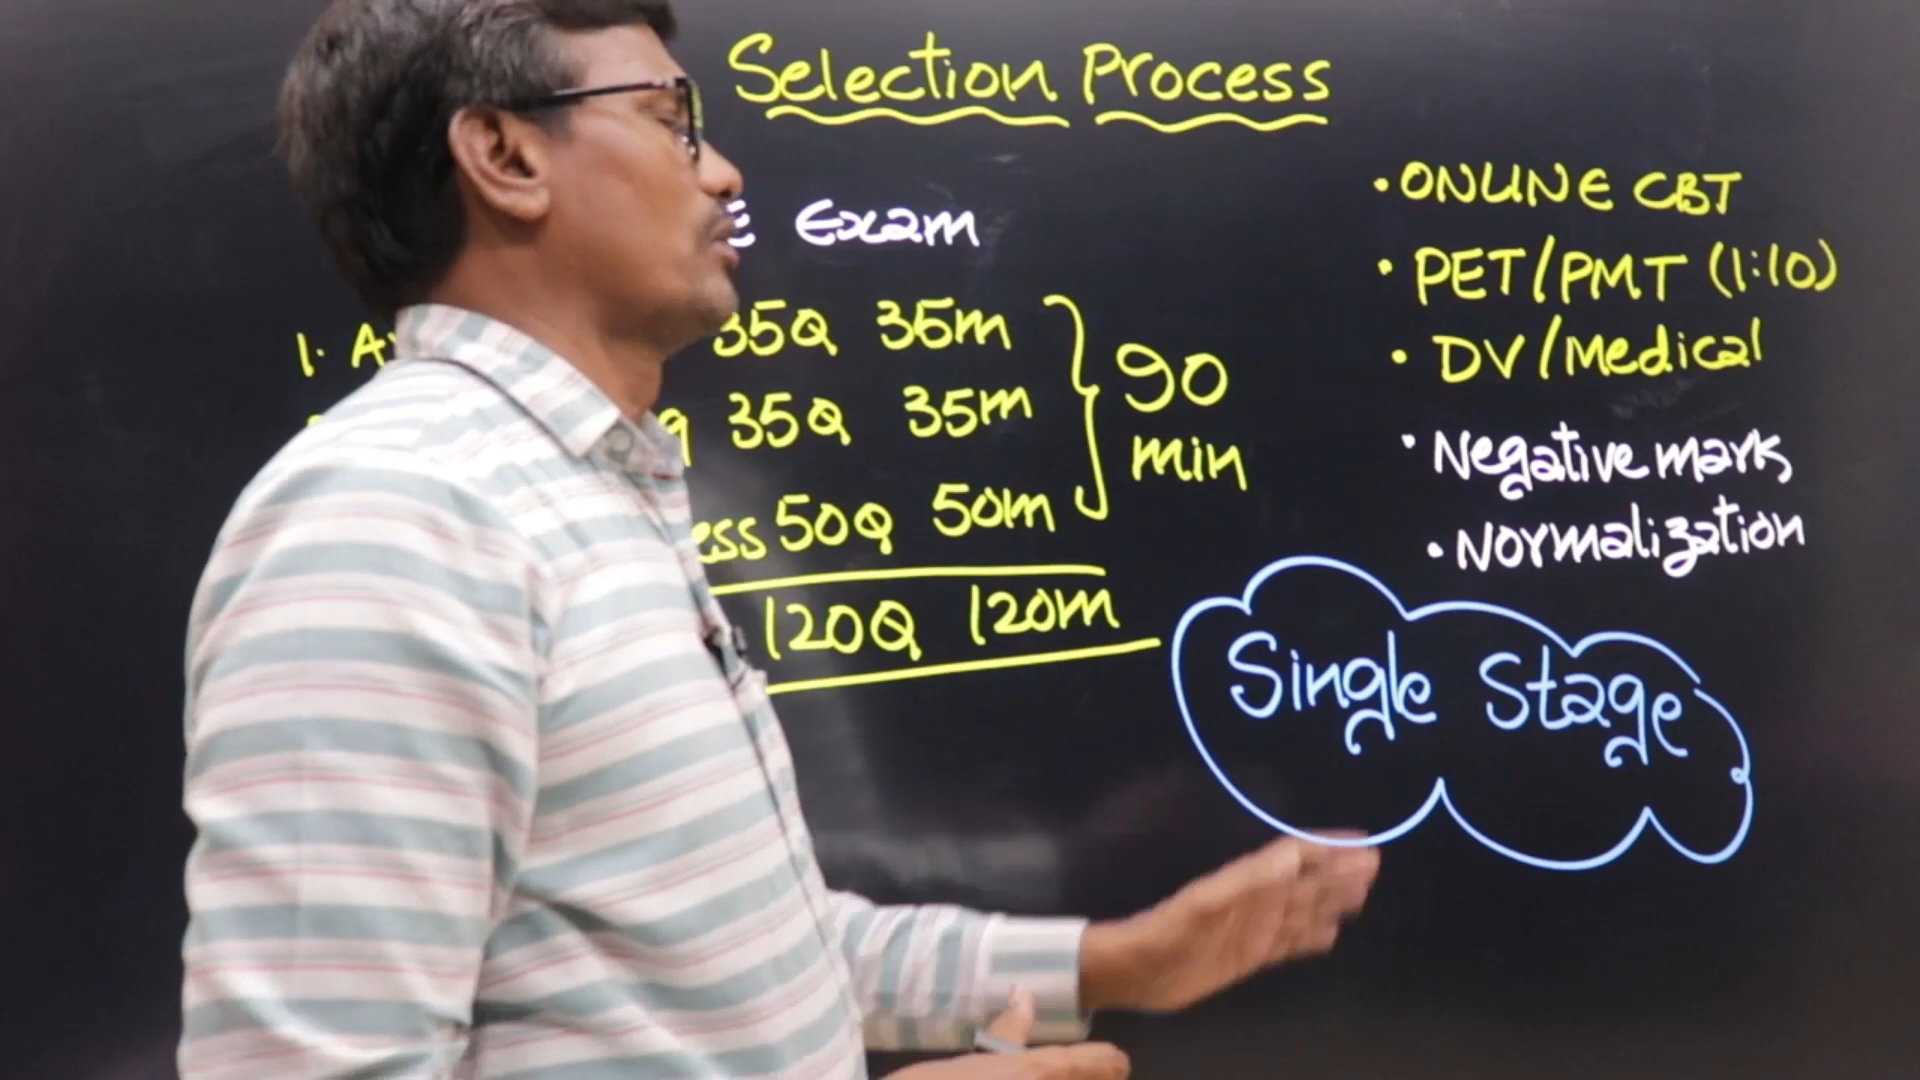 Selection Process
Exam
1.
35Q 35m
35Q 35m
50Q 50m
120Q 120m
90
min
• ONLINE CBT
• PET/PMT (1:10)
• DV/Medical
• Negative mark
• Normalization
Single Stage